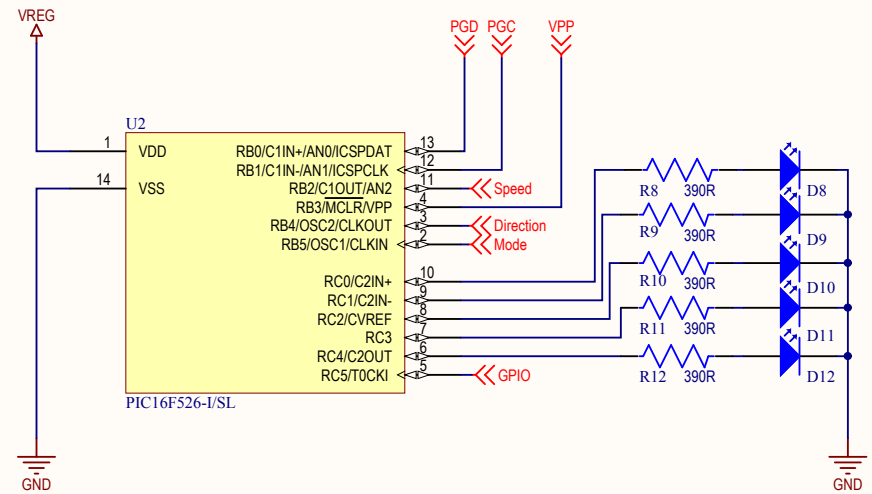 VREG
PGD PGC VPP
U2
1 VDD
14 VSS
RB0/C1IN+/AN0/ICSPDAT 13
RB1/C1IN-/AN1/ICSPCLK 12
RB2/C1OUT/AN2 11 Speed
RB3/MCLR/VPP 4
RB4/OSC2/CLKOUT 3 Direction
RB5/OSC1/CLKIN 2 Mode
RC0/C2IN+ 10
RC1/C2IN- 9
RC2/CVREF 8
RC3 7
RC4/C2OUT 6
RC5/T0CKI 5 GPIO
PIC16F526-I/SL
R8 390R D8
R9 390R D9
R10 390R D10
R11 390R D11
R12 390R D12
GND
GND